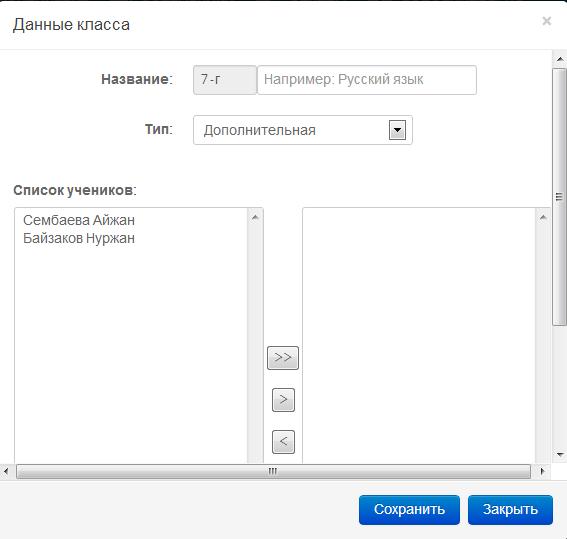 Данные класса ×
Название: 7-г Например: Русский язык
Тип: Дополнительная
Список учеников:
Сембаева Айжан
Байзаков Нуржан
>>
>
<
Сохранить Закрыть